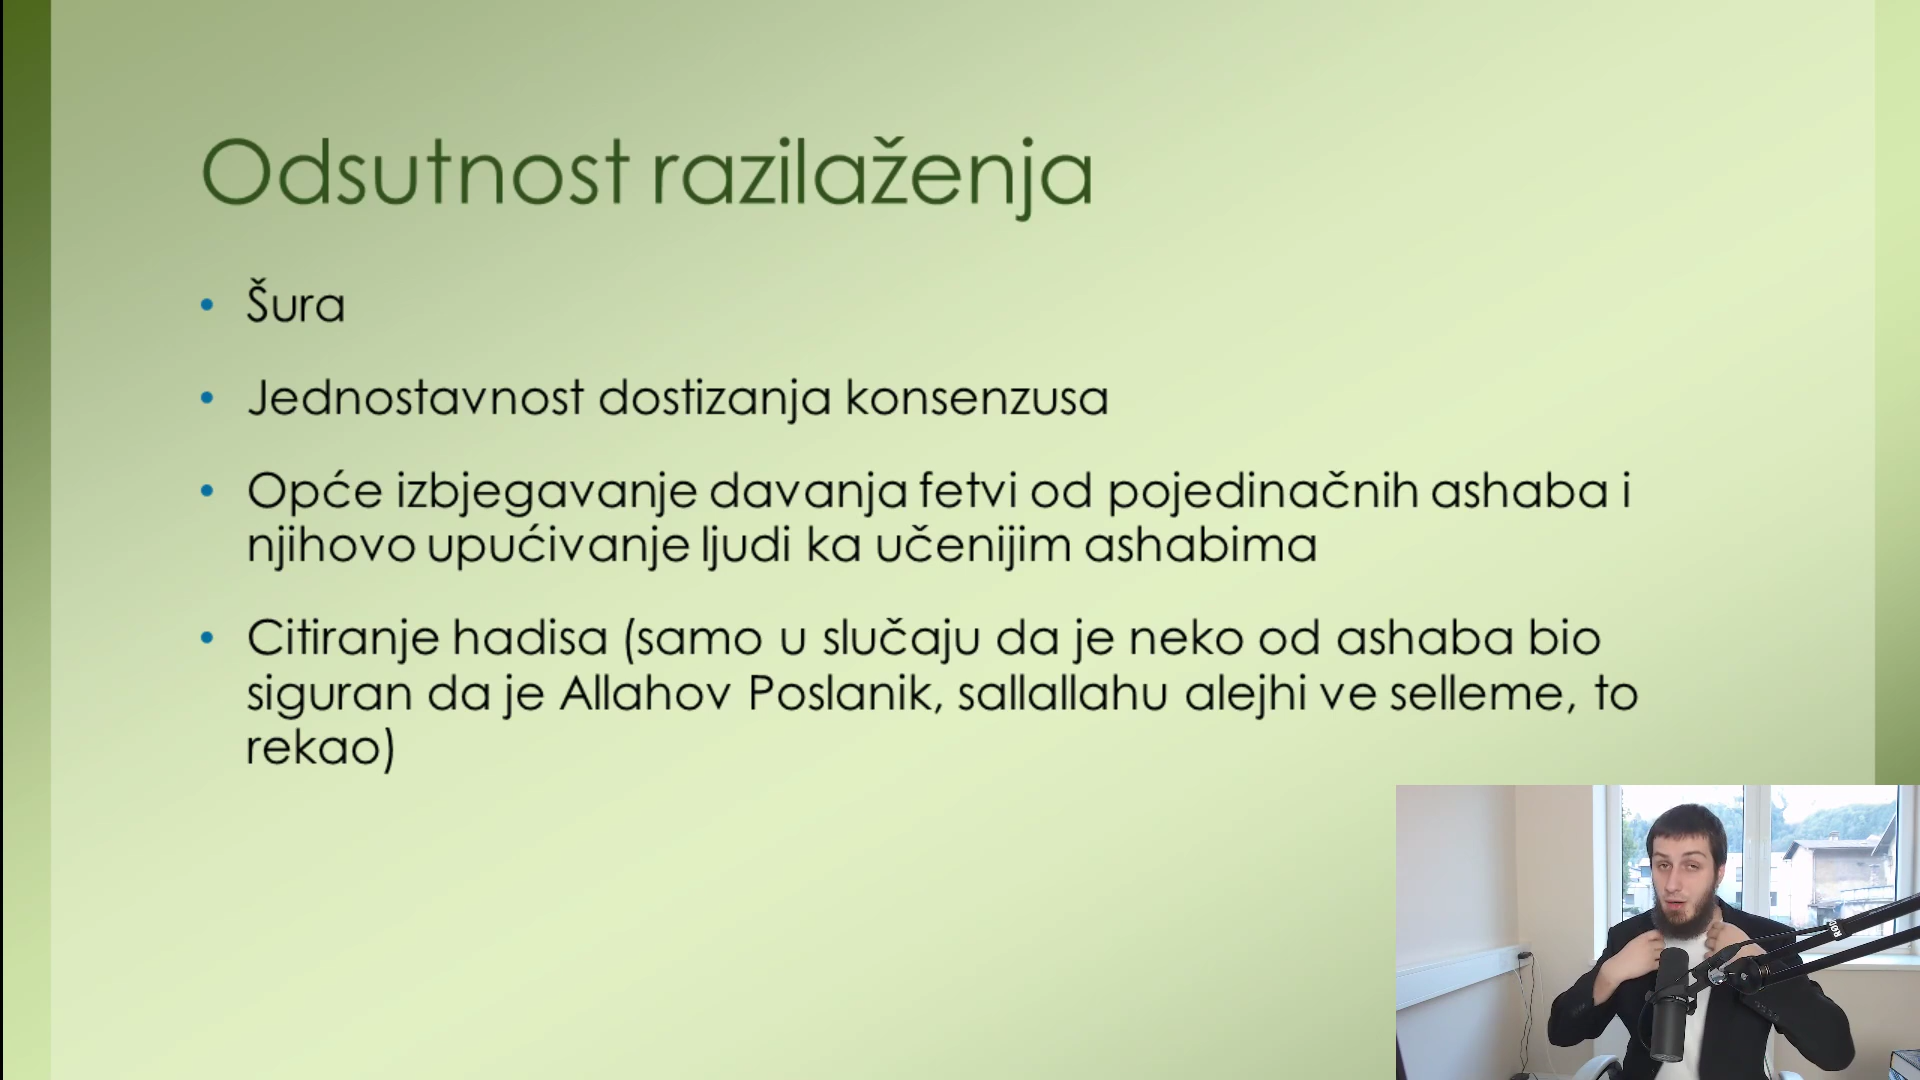 Odsutnost razilaženja
• Šura
• Jednostavnost dostizanja konsenzusa
• Opće izbjegavanje davanja fetvi od pojedinačnih ashaba i
njihovo upućivanje ljudi ka učenijim ashabima
• Citiranje hadisa (samo u slučaju da je neko od ashaba bio
siguran da je Allahov Poslanik, sallallahu alejhi ve selleme, to
rekao)